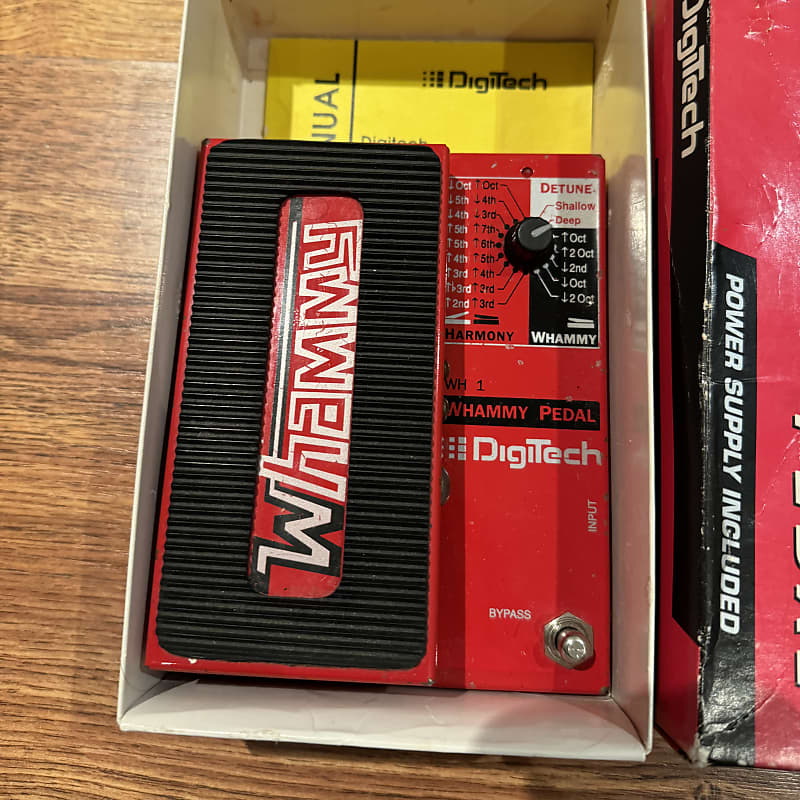 MANUAL
DigiTech
Digitech
DigiTech
WHAMMY
DETUNE
Shallow
Deep
↓Oct ↑Oct
↓5th ↓4th
↓4th ↓3rd
↑5th ↑7th
↑5th ↑6th
↑4th ↑5th
↑3rd ↑4th
↑♭3rd ↑3rd
↑2nd ↑3rd
↑Oct
↑2 Oct
↓2nd
↓Oct
↓2 Oct
HARMONY
WHAMMY
WH 1
WHAMMY PEDAL
DigiTech
INPUT
BYPASS
POWER SUPPLY INCLUDED